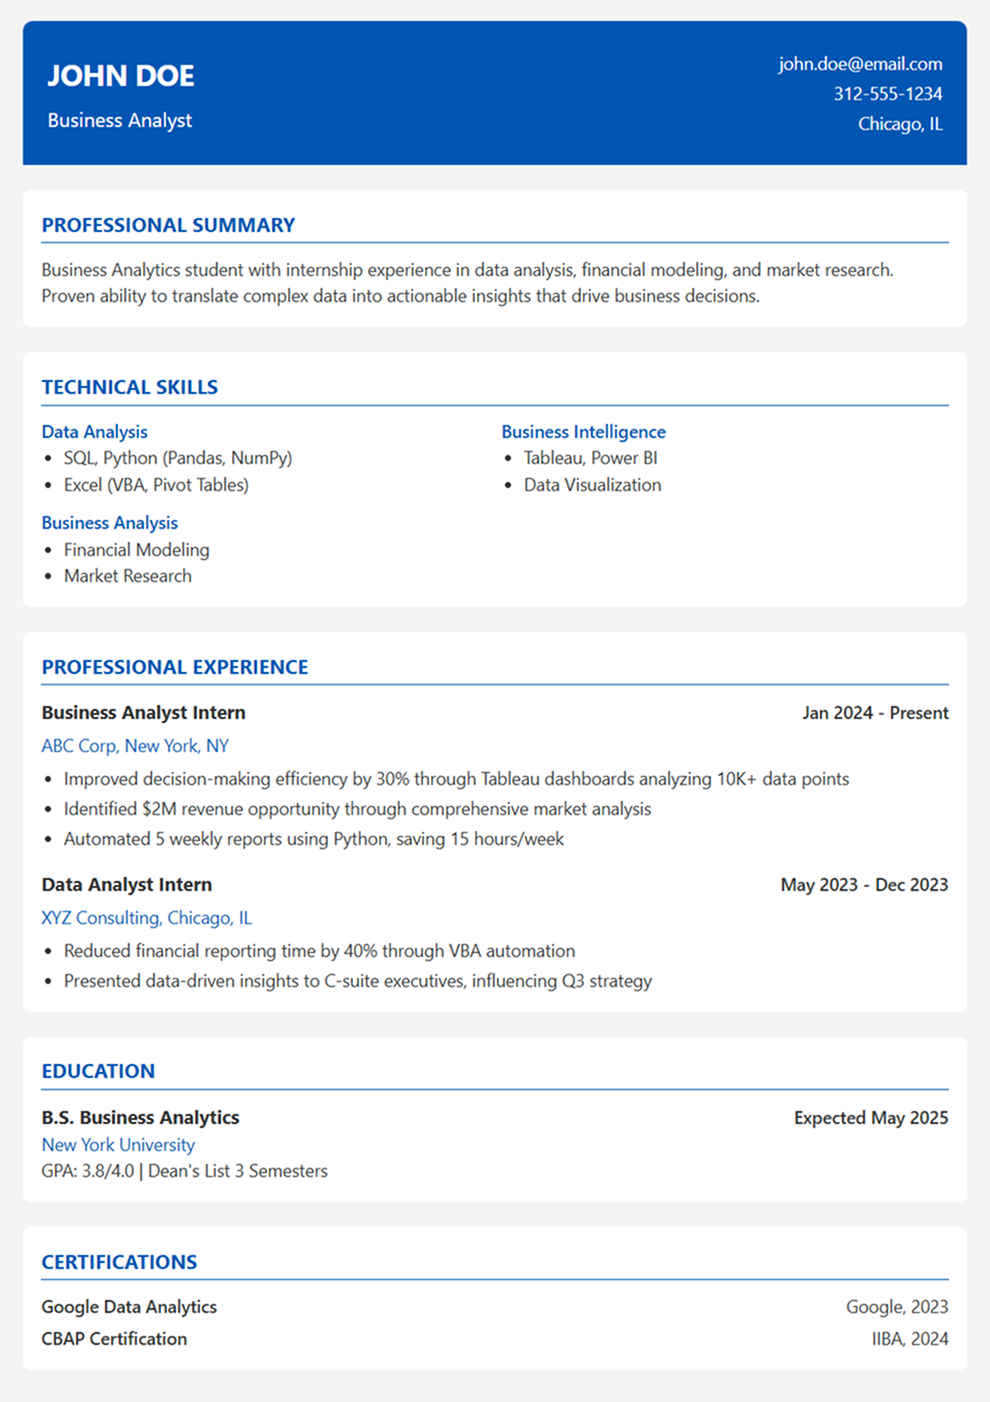 JOHN DOE
Business Analyst
john.doe@email.com
312-555-1234
Chicago, IL
PROFESSIONAL SUMMARY
Business Analytics student with internship experience in data analysis, financial modeling, and market research.
Proven ability to translate complex data into actionable insights that drive business decisions.
TECHNICAL SKILLS
Data Analysis
• SQL, Python (Pandas, NumPy)
• Excel (VBA, Pivot Tables)
Business Intelligence
• Tableau, Power BI
• Data Visualization
Business Analysis
• Financial Modeling
• Market Research
PROFESSIONAL EXPERIENCE
Business Analyst Intern Jan 2024 - Present
ABC Corp, New York, NY
• Improved decision-making efficiency by 30% through Tableau dashboards analyzing 10K+ data points
• Identified $2M revenue opportunity through comprehensive market analysis
• Automated 5 weekly reports using Python, saving 15 hours/week
Data Analyst Intern May 2023 - Dec 2023
XYZ Consulting, Chicago, IL
• Reduced financial reporting time by 40% through VBA automation
• Presented data-driven insights to C-suite executives, influencing Q3 strategy
EDUCATION
B.S. Business Analytics Expected May 2025
New York University
GPA: 3.8/4.0 | Dean's List 3 Semesters
CERTIFICATIONS
Google Data Analytics Google, 2023
CBAP Certification IIBA, 2024